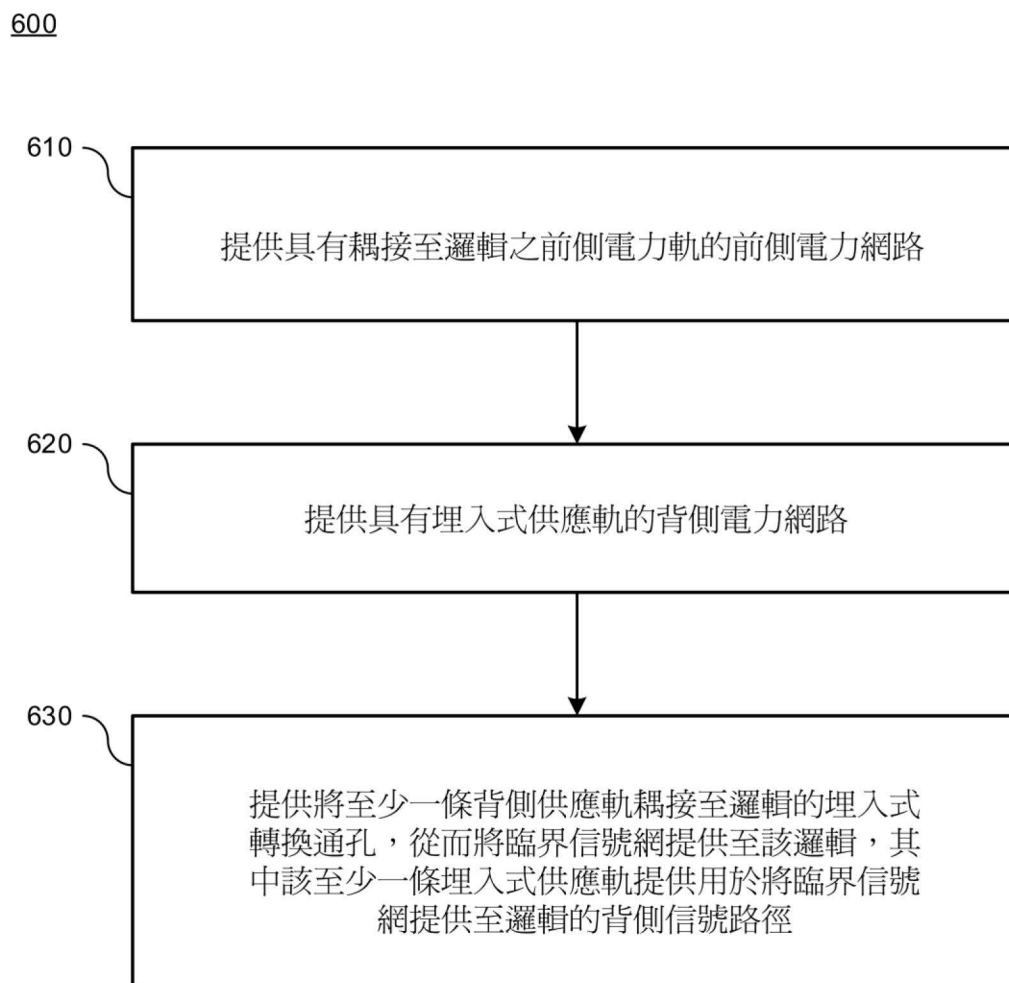 600
610
提供具有耦接至邏輯之前側電力軌的前側電力網路
620
提供具有埋入式供應軌的背側電力網路
630
提供將至少一條背側供應軌耦接至邏輯的埋入式
轉換通孔，從而將臨界信號網提供至該邏輯，其
中該至少一條埋入式供應軌提供用於將臨界信號
網提供至邏輯的背側信號路徑